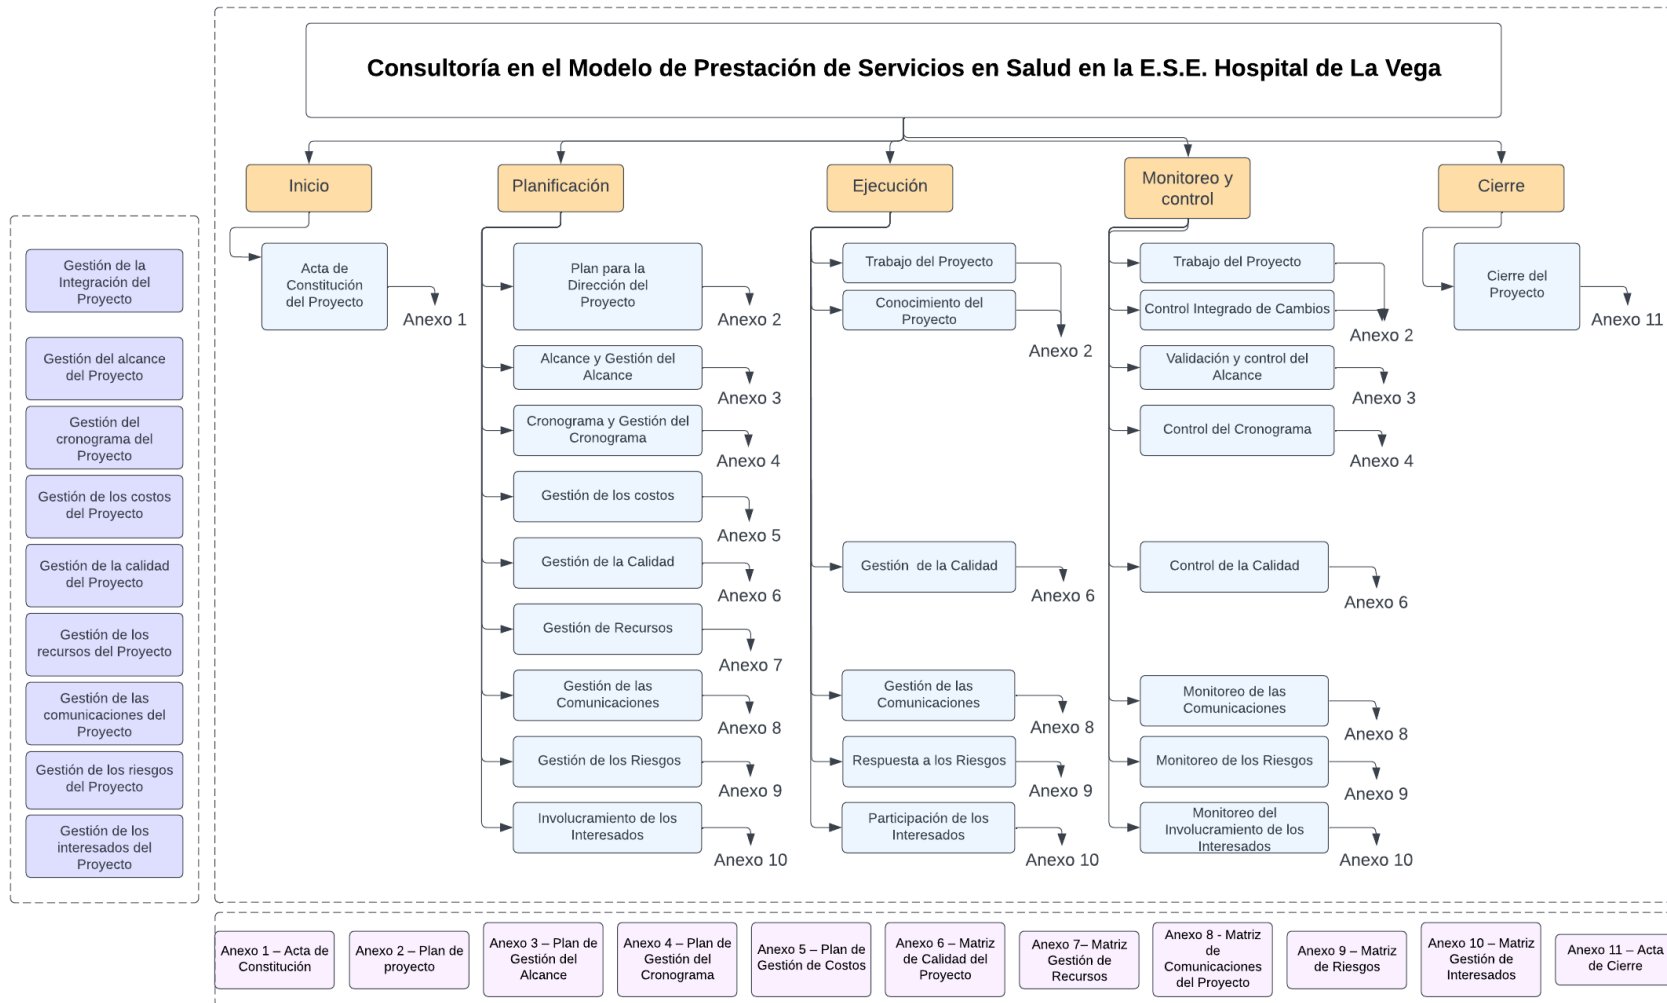 Consultoría en el Modelo de Prestación de Servicios en Salud en la E.S.E. Hospital de La Vega
Inicio
Planificación
Ejecución
Monitoreo y
control
Cierre
Gestión de la
Integración del
Proyecto
Acta de
Constitución
del Proyecto
Anexo 1
Plan para la
Dirección del
Proyecto
Anexo 2
Trabajo del Proyecto
Conocimiento del
Proyecto
Anexo 2
Trabajo del Proyecto
Control Integrado de Cambios
Anexo 2
Cierre del
Proyecto
Anexo 11
Gestión del alcance
del Proyecto
Alcance y Gestión del
Alcance
Anexo 3
Validación y control del
Alcance
Anexo 3
Gestión del
cronograma del
Proyecto
Cronograma y Gestión del
Cronograma
Anexo 4
Control del Cronograma
Anexo 4
Gestión de los costos
del Proyecto
Gestión de los costos
Anexo 5
Gestión de la calidad
del Proyecto
Gestión de la Calidad
Anexo 6
Gestión  de la Calidad
Anexo 6
Control de la Calidad
Anexo 6
Gestión de los
recursos del Proyecto
Gestión de Recursos
Anexo 7
Gestión de las
comunicaciones del
Proyecto
Gestión de las
Comunicaciones
Anexo 8
Gestión de las
Comunicaciones
Anexo 8
Monitoreo de las
Comunicaciones
Anexo 8
Gestión de los riesgos
del Proyecto
Gestión de los Riesgos
Anexo 9
Respuesta a los Riesgos
Anexo 9
Monitoreo de los Riesgos
Anexo 9
Gestión de los
interesados del
Proyecto
Involucramiento de los
Interesados
Anexo 10
Participación de los
Interesados
Anexo 10
Monitoreo del
Involucramiento de los
Interesados
Anexo 10
Anexo 1 – Acta de
Constitución
Anexo 2 – Plan de
proyecto
Anexo 3 – Plan de
Gestión del
Alcance
Anexo 4 – Plan de
Gestión del
Cronograma
Anexo 5 – Plan de
Gestión de Costos
Anexo 6 – Matriz
de Calidad del
Proyecto
Anexo 7– Matriz
Gestión de
Recursos
Anexo 8 - Matriz
de
Comunicaciones
del Proyecto
Anexo 9 – Matriz
de Riesgos
Anexo 10 – Matriz
Gestión de
Interesados
Anexo 11 – Acta
de Cierre